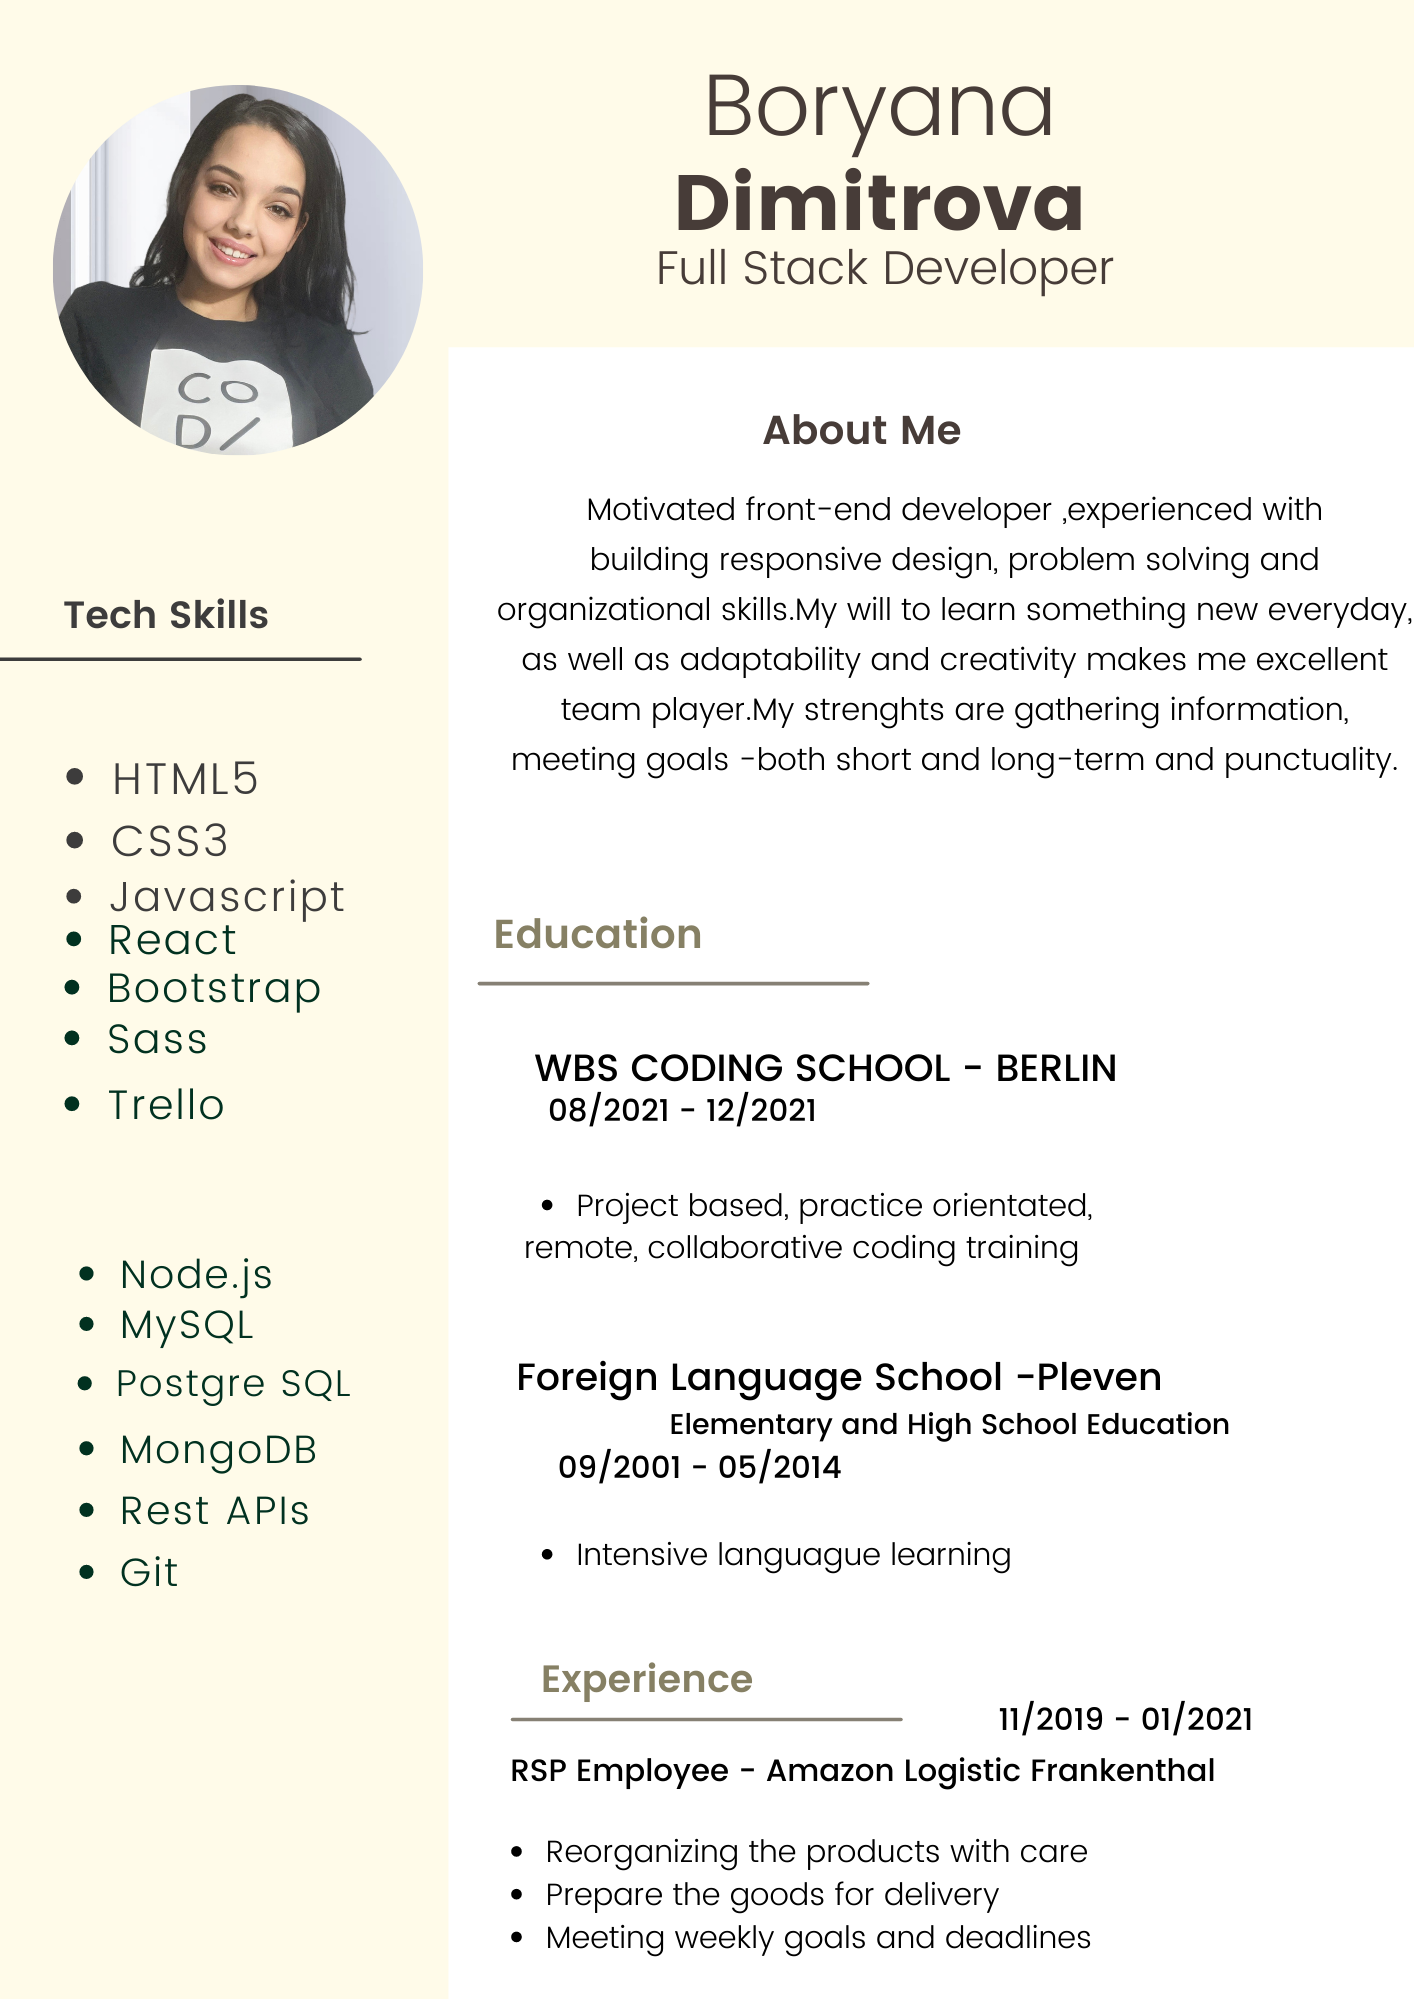 Boryana
Dimitrova
Full Stack Developer
CO
D/
About Me
Motivated front-end developer ,experienced with
building responsive design, problem solving and
organizational skills.My will to learn something new everyday,
as well as adaptability and creativity makes me excellent
team player.My strenghts are gathering information,
meeting goals -both short and long-term and punctuality.
Tech Skills
• HTML5
• CSS3
• Javascript
• React
• Bootstrap
• Sass
• Trello
• Node.js
• MySQL
• Postgre SQL
• MongoDB
• Rest APIs
• Git
Education
WBS CODING SCHOOL - BERLIN
08/2021 - 12/2021
• Project based, practice orientated,
remote, collaborative coding training
Foreign Language School -Pleven
Elementary and High School Education
09/2001 - 05/2014
• Intensive languague learning
Experience
11/2019 - 01/2021
RSP Employee - Amazon Logistic Frankenthal
• Reorganizing the products with care
• Prepare the goods for delivery
• Meeting weekly goals and deadlines